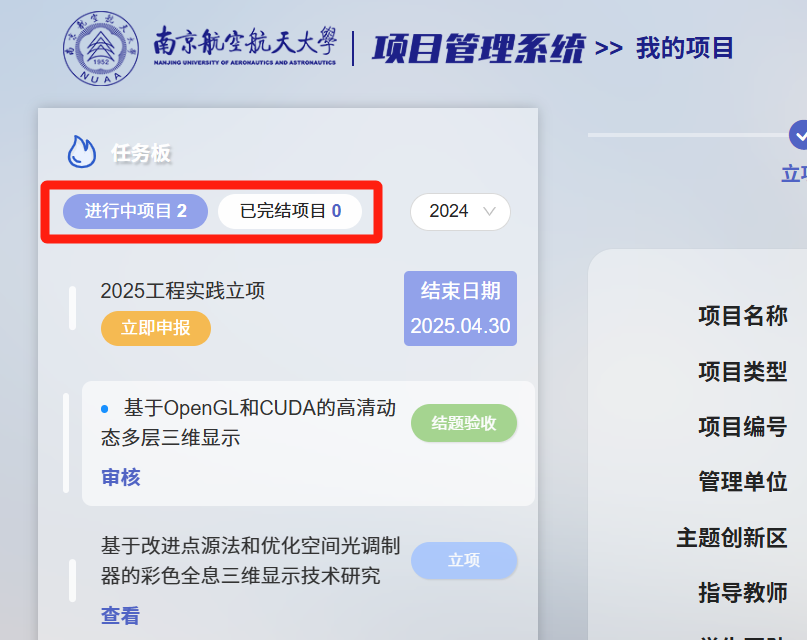 南京航空航天大學
NANJING UNIVERSITY OF AERONAUTICS AND ASTRONAUTICS
1952
NUAA
项目管理系统 >> 我的项目
任务板
进行中项目 2
已完结项目 0
2024
2025工程实践立项
立即申报
结束日期
2025.04.30
基于OpenGL和CUDA的高清动
态多层三维显示
审核
结题验收
基于改进点源法和优化空间光调制
器的彩色全息三维显示技术研究
查看
立项
项目名称
项目类型
项目编号
管理单位
主题创新区
指导教师